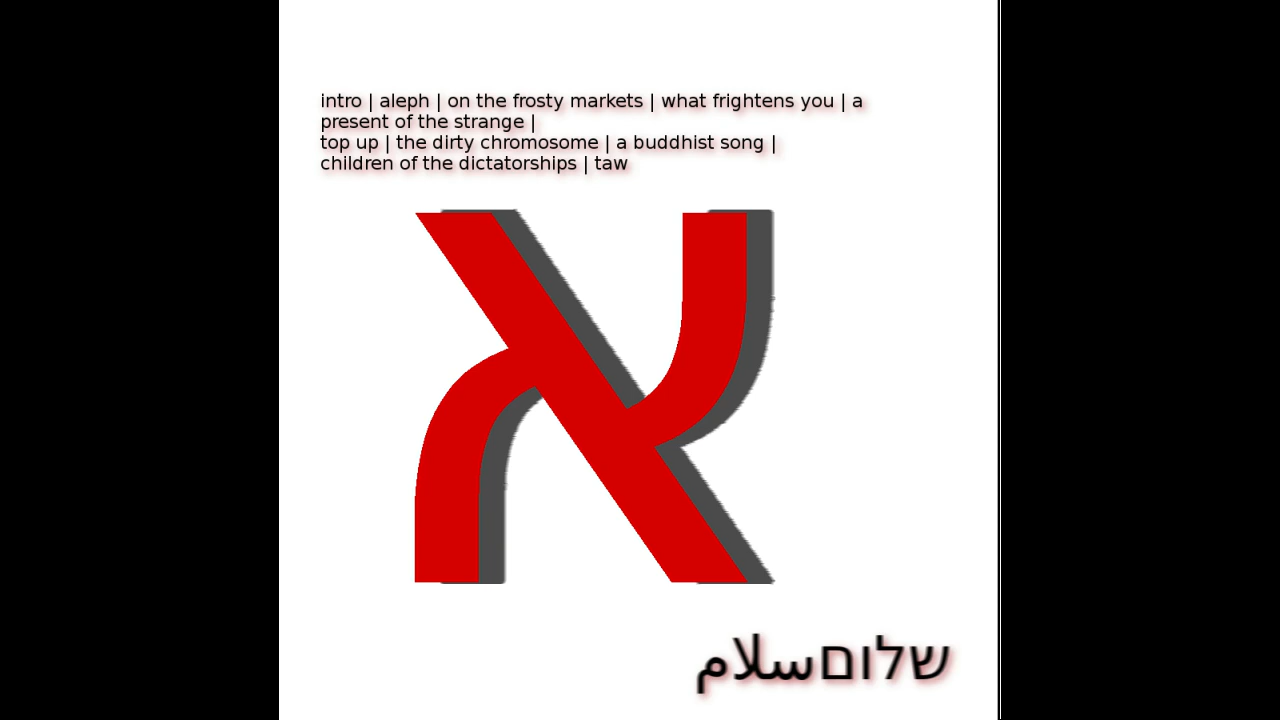 intro | aleph | on the frosty markets | what frightens you | a
present of the strange |
top up | the dirty chromosome | a buddhist song |
children of the dictatorships | taw
א
שלוםسلام